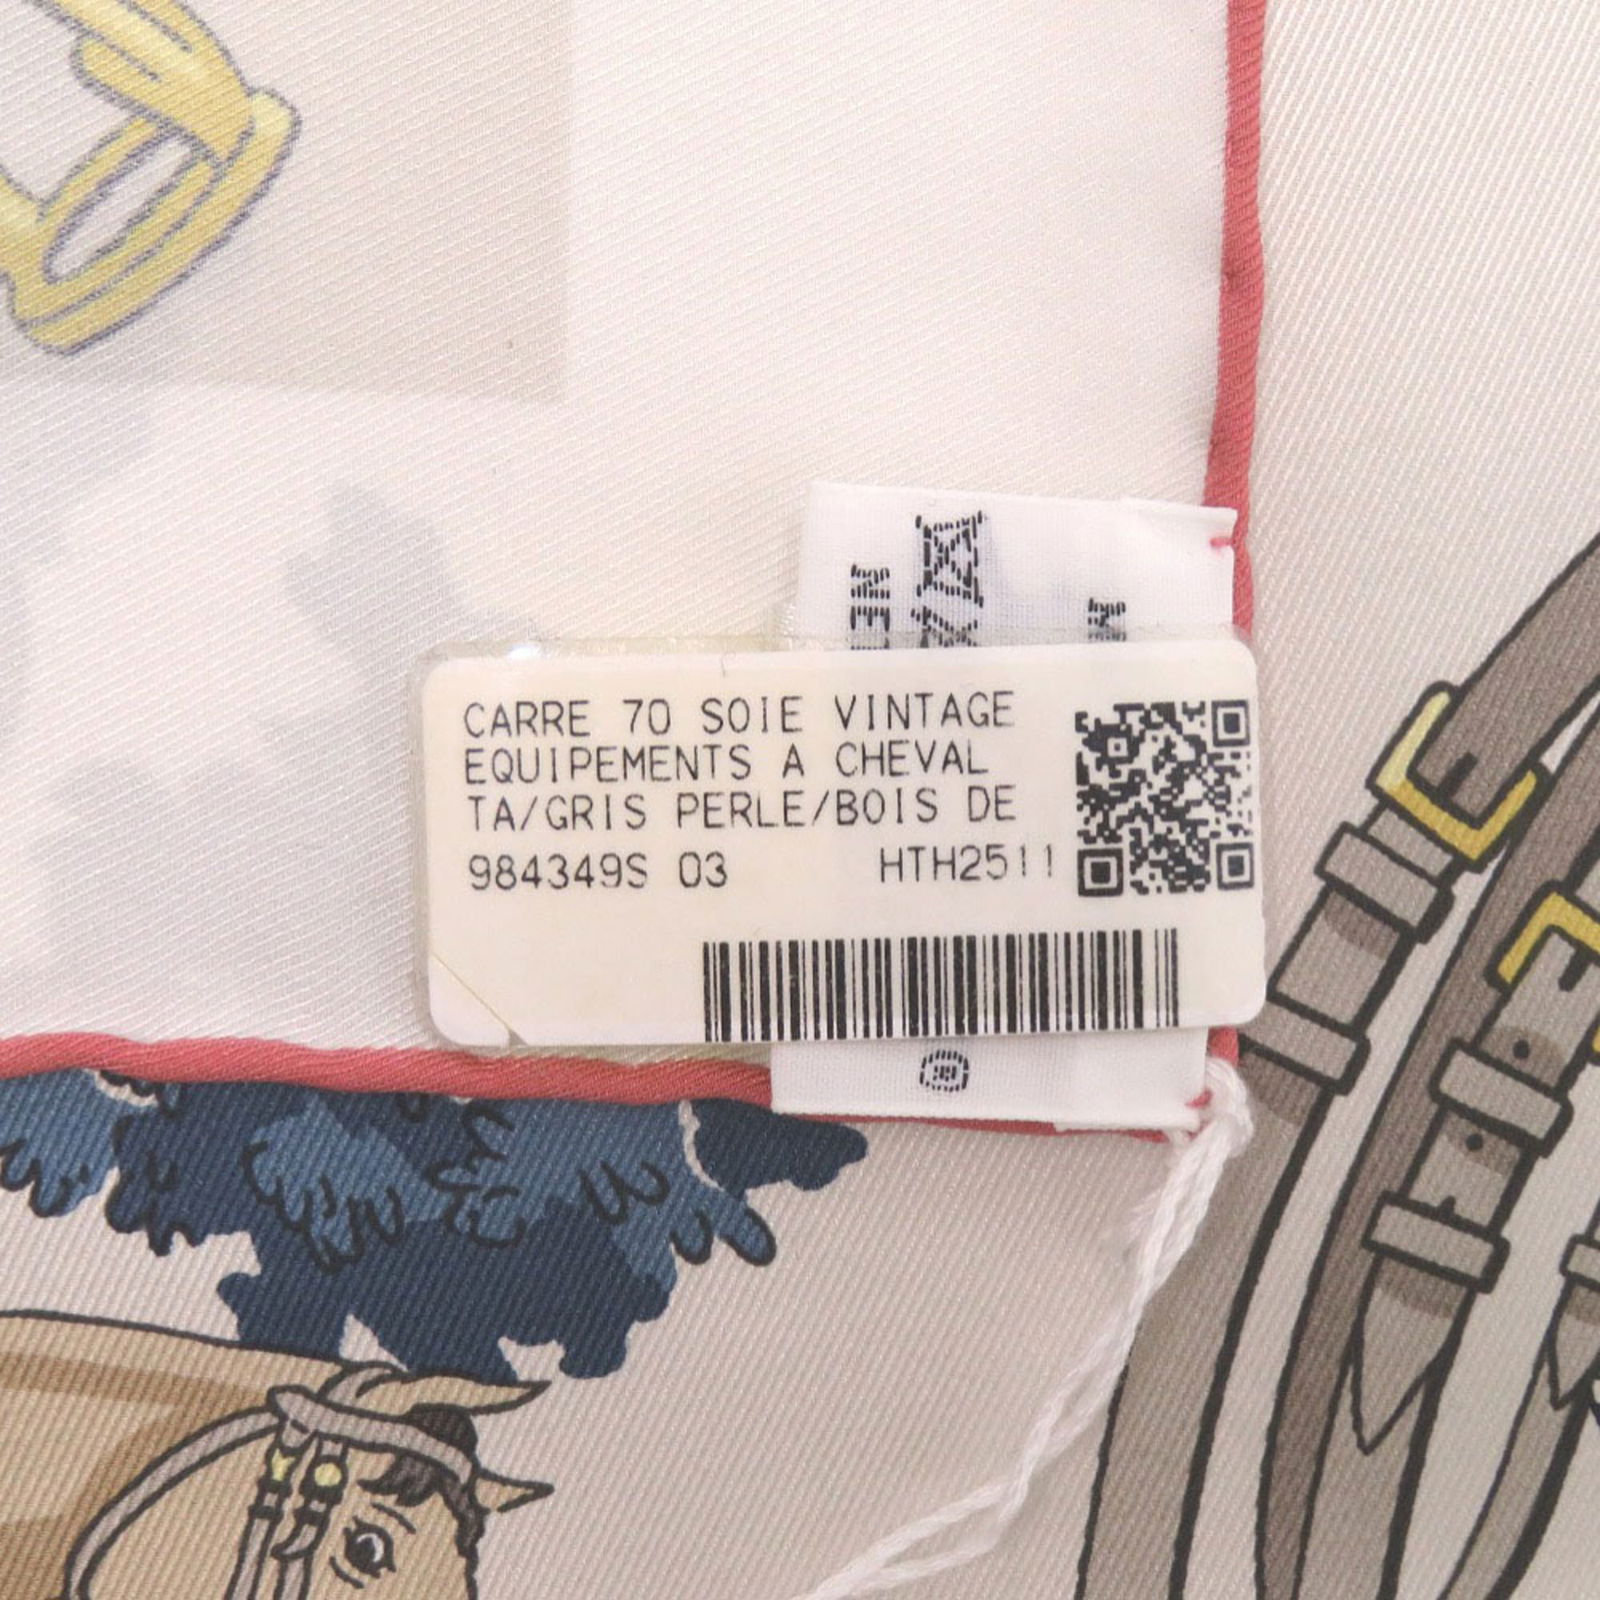 CARRE 70 SOIE VINTAGE
EQUIPEMENTS A CHEVAL
TA/GRIS PERLE/BOIS DE
984349S 03 HTH2511